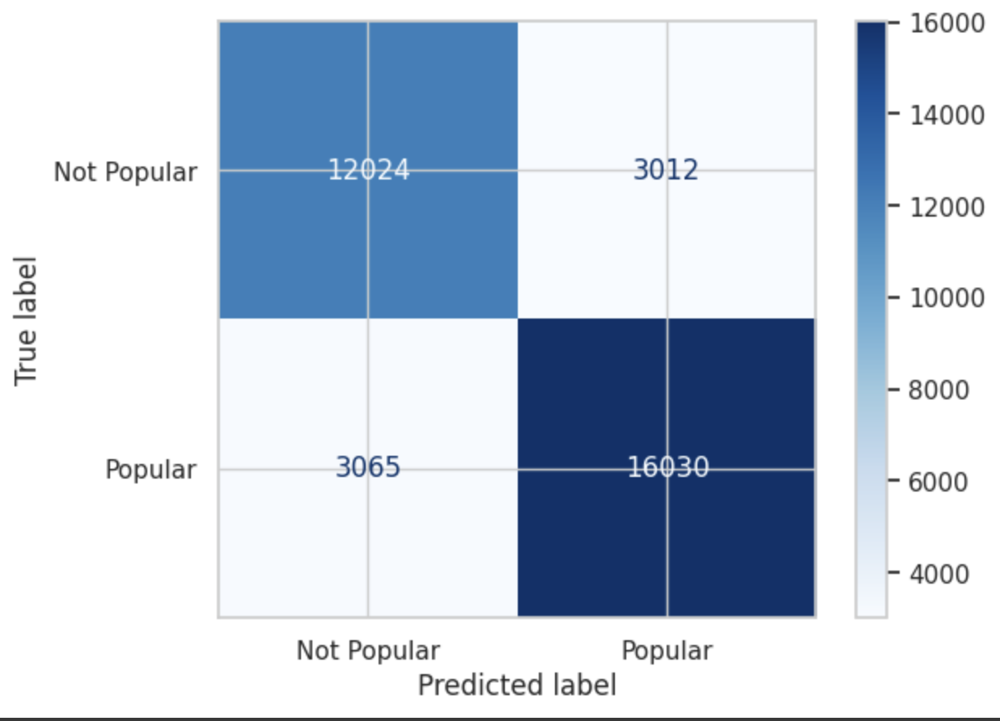 16000
14000
Not Popular
12024
3012
12000
10000
True label
8000
Popular
3065
16030
6000
4000
Not Popular
Popular
Predicted label